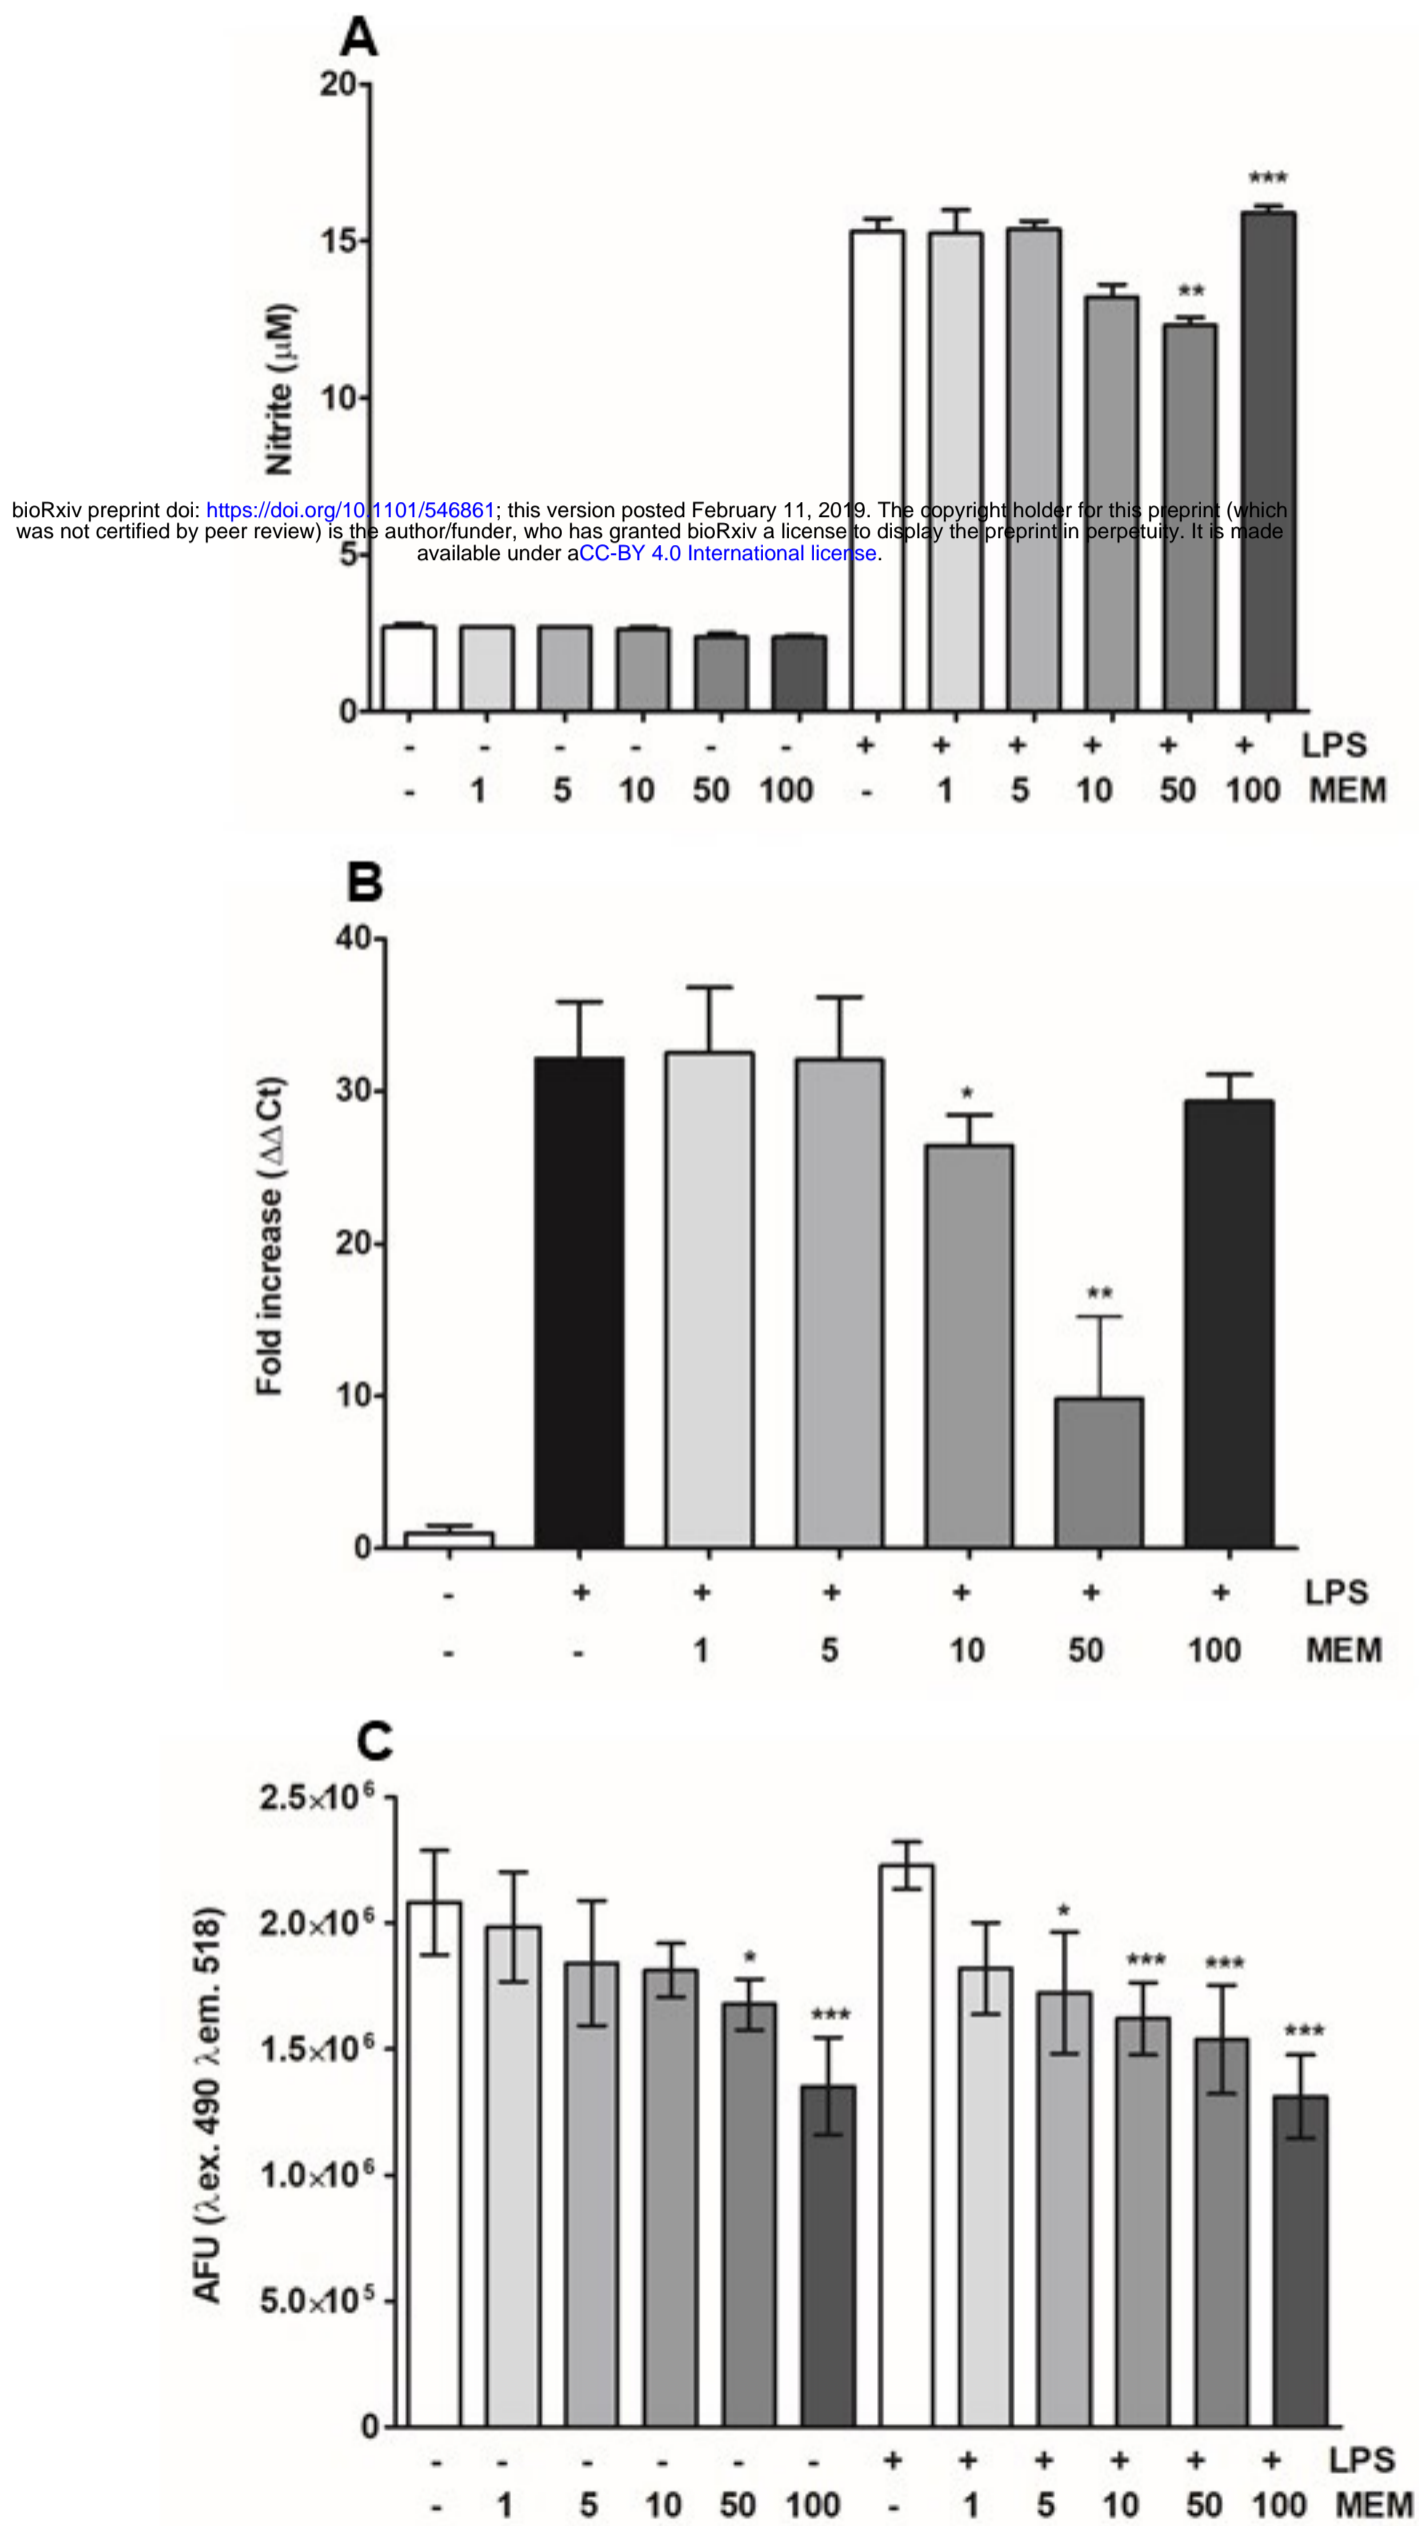 A
20
***
15
**
Nitrite (µM)
10
bioRxiv preprint doi: https://doi.org/10.1101/546861; this version posted February 11, 2019. The copyright holder for this preprint (which
was not certified by peer review) is the author/funder, who has granted bioRxiv a license to display the preprint in perpetuity. It is made
5
available under aCC-BY 4.0 International license.
0
- - - - - - + + + + + + LPS
- 1 5 10 50 100 - 1 5 10 50 100 MEM
B
40
30
*
Fold increase (ΔΔCt)
20
**
10
0
- + + + + + + LPS
- - 1 5 10 50 100 MEM
C
2.5×10⁶
2.0×10⁶
* *** *** * ***
1.5×10⁶
***
AFU (λex. 490 λem. 518)
1.0×10⁶
5.0×10⁵
0
- - - - - - + + + + + + LPS
- 1 5 10 50 100 - 1 5 10 50 100 MEM